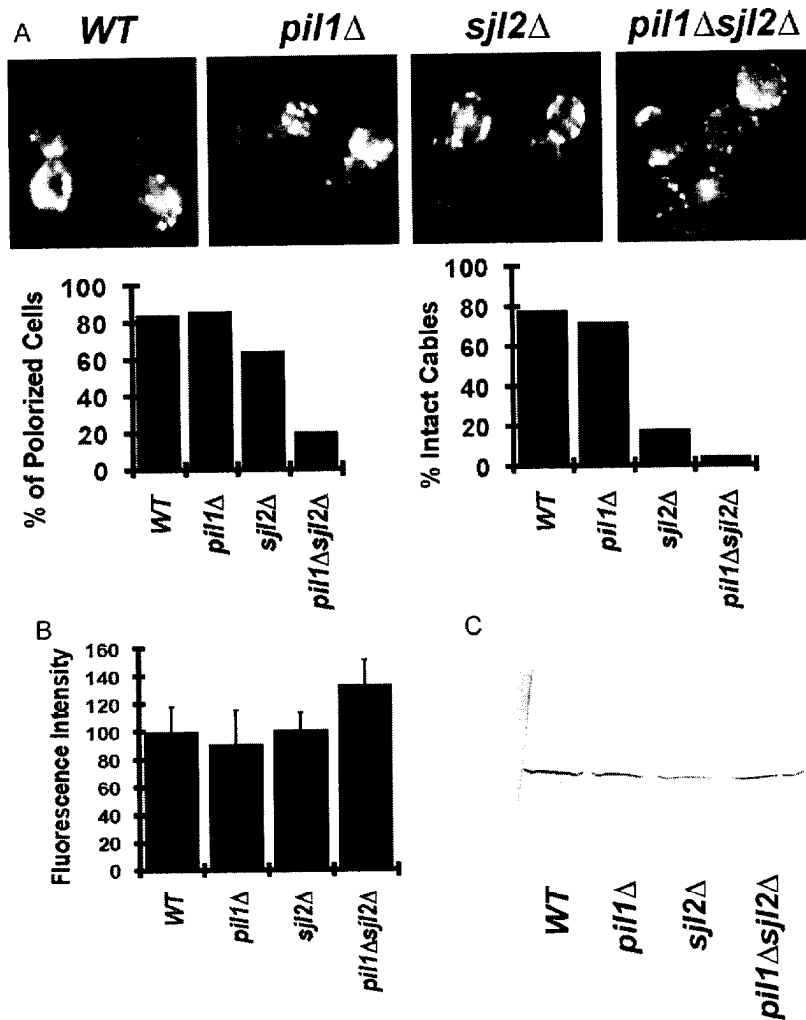 A WT pil1Δ sjl2Δ pil1Δsjl2Δ
% of Polorized Cells
100
80
60
40
20
0
WT
pil1Δ
sjl2Δ
pil1Δsjl2Δ
% Intact Cables
100
80
60
40
20
0
WT
pil1Δ
sjl2Δ
pil1Δsjl2Δ
B
Fluorescence Intensity
160
140
120
100
80
60
40
20
0
WT
pil1Δ
sjl2Δ
pil1Δsjl2Δ
C
WT
pil1Δ
sjl2Δ
pil1Δsjl2Δ